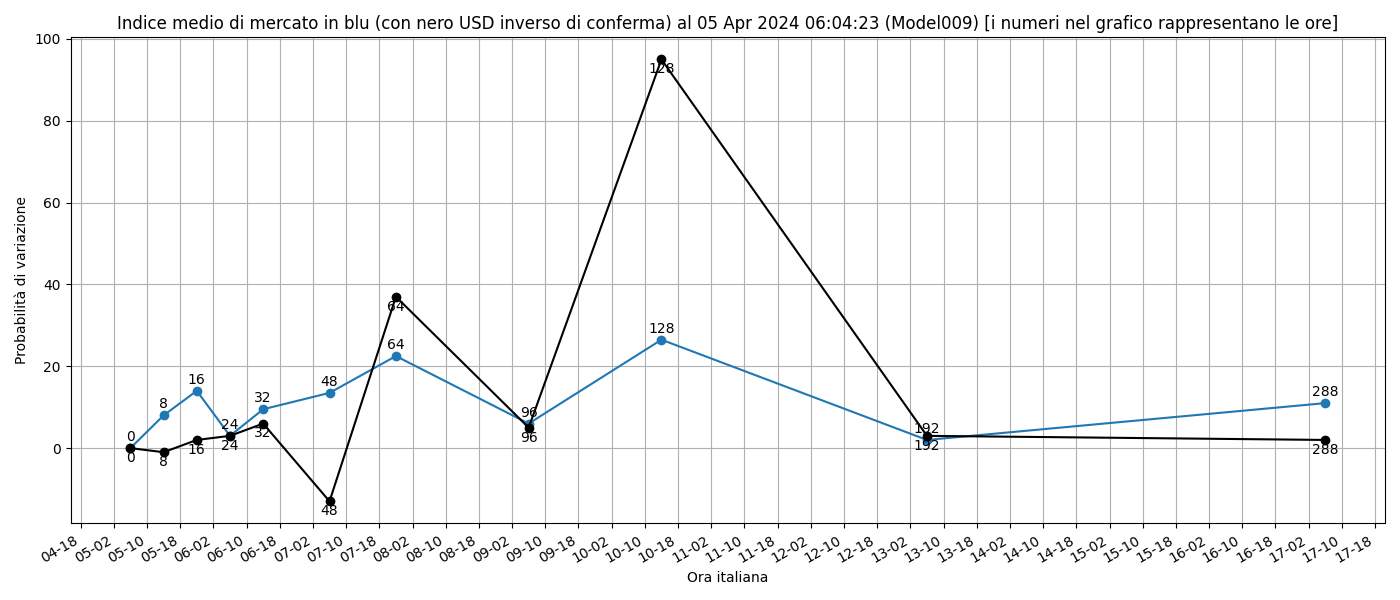 Indice medio di mercato in blu (con nero USD inverso di conferma) al 05 Apr 2024 06:04:23 (Model009) [i numeri nel grafico rappresentano le ore]
Probabilità di variazione
100
80
60
40
20
0
0 8 16 24 32 48 64 96 128 192 288
0 8 16 24 32 48 64 96 128 192 288
04-18 05-02 05-10 05-18 06-02 06-10 06-18 07-02 07-10 07-18 08-02 08-10 08-18 09-02 09-10 09-18 10-02 10-10 10-18 11-02 11-10 11-18 12-02 12-10 12-18 13-02 13-10 13-18 14-02 14-10 14-18 15-02 15-10 15-18 16-02 16-10 16-18 17-02 17-10 17-18
Ora italiana